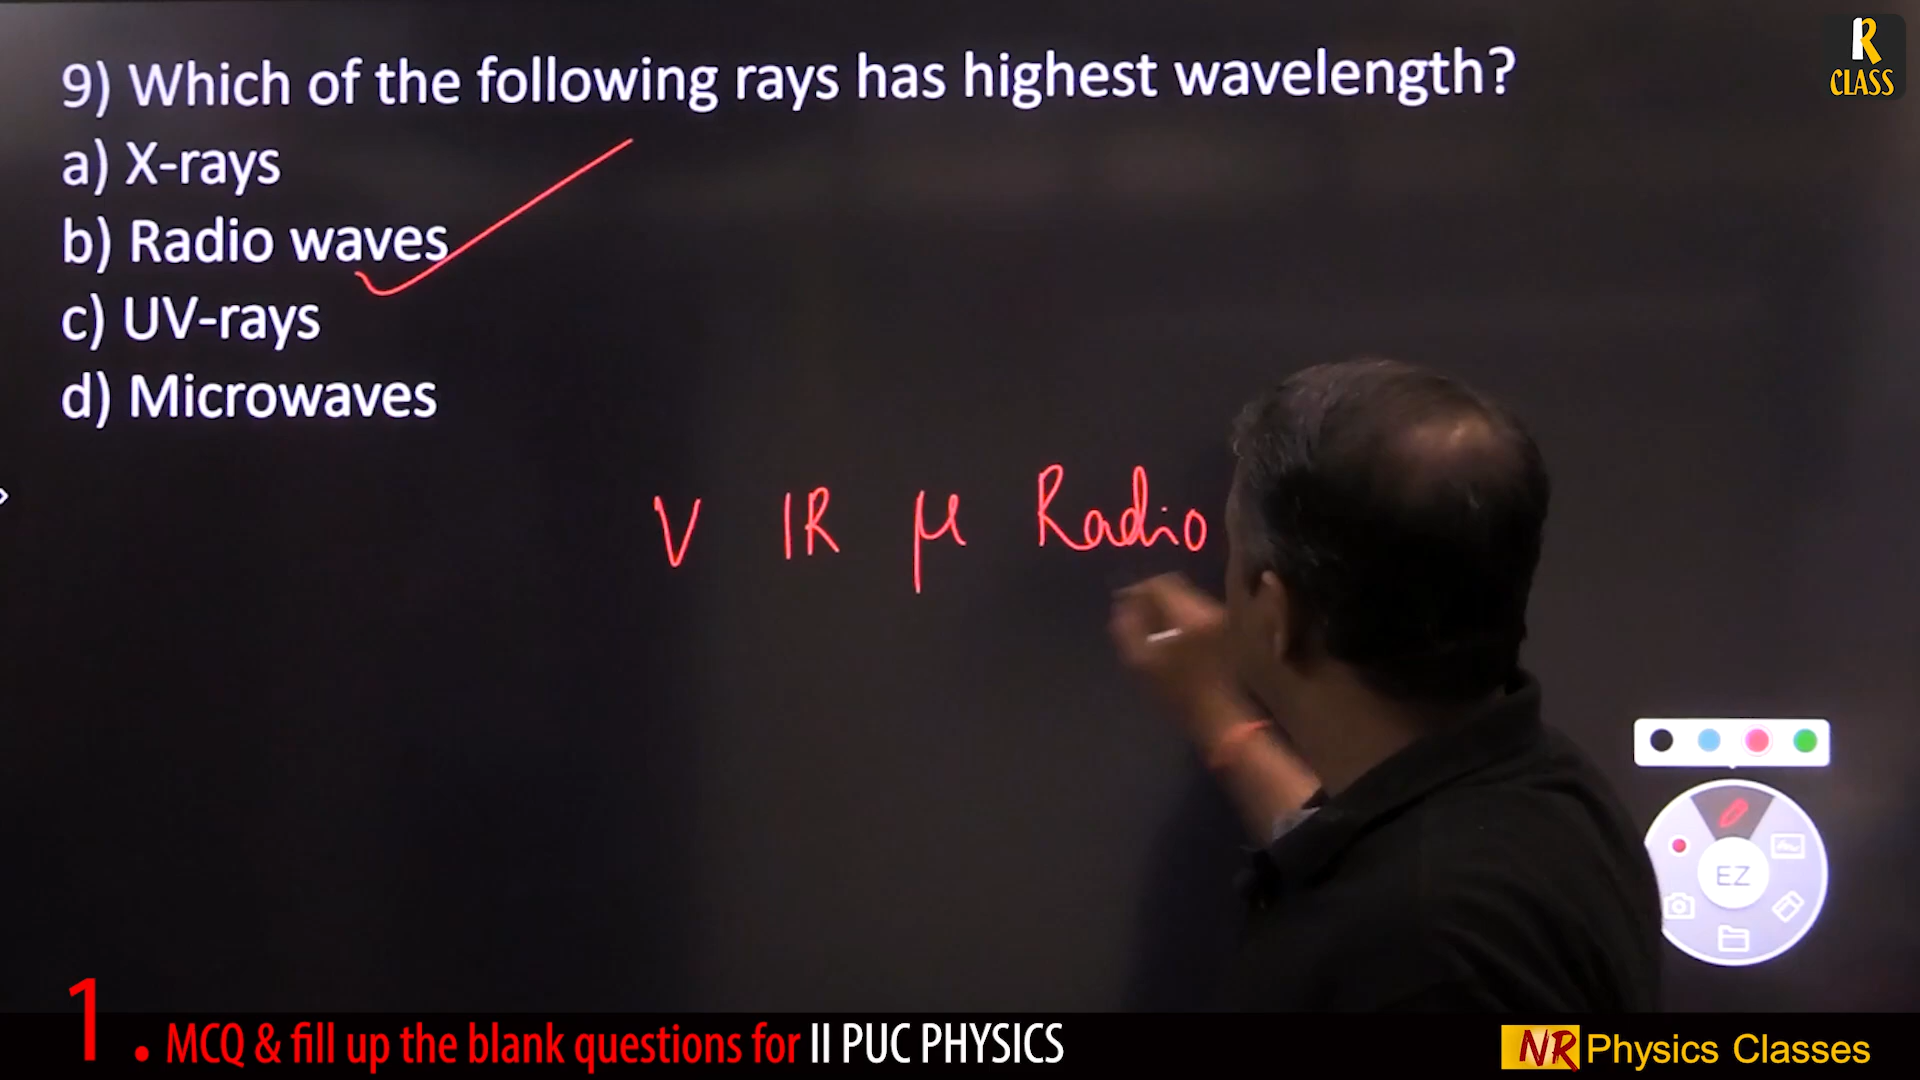 9) Which of the following rays has highest wavelength?
a) X-rays
b) Radio waves
c) UV-rays
d) Microwaves
V IR μ Radio
R
CLASS
EZ
1. MCQ & fill up the blank questions for II PUC PHYSICS
NR Physics Classes